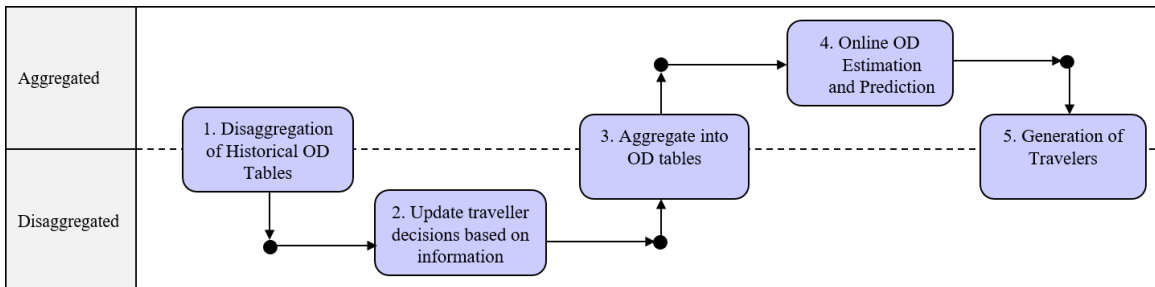 Aggregated
Disaggregated
1. Disaggregation
of Historical OD
Tables
2. Update traveller
decisions based on
information
3. Aggregate into
OD tables
4. Online OD
Estimation
and Prediction
5. Generation of
Travelers